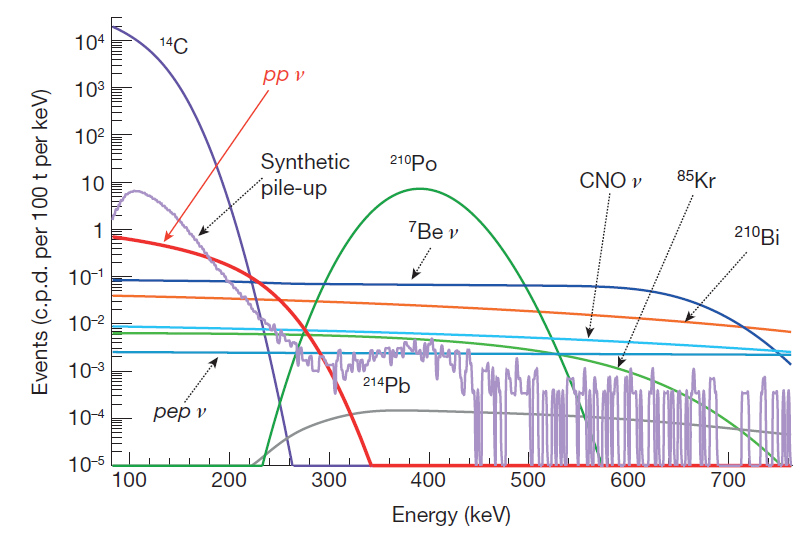 Events (c.p.d. per 100 t per keV)
10⁴
10³
10²
10
1
10⁻¹
10⁻²
10⁻³
10⁻⁴
10⁻⁵
¹⁴C
pp ν
Synthetic
pile-up
²¹⁰Po
⁷Be ν
CNO ν
⁸⁵Kr
²¹⁰Bi
²¹⁴Pb
pep ν
100 200 300 400 500 600 700
Energy (keV)